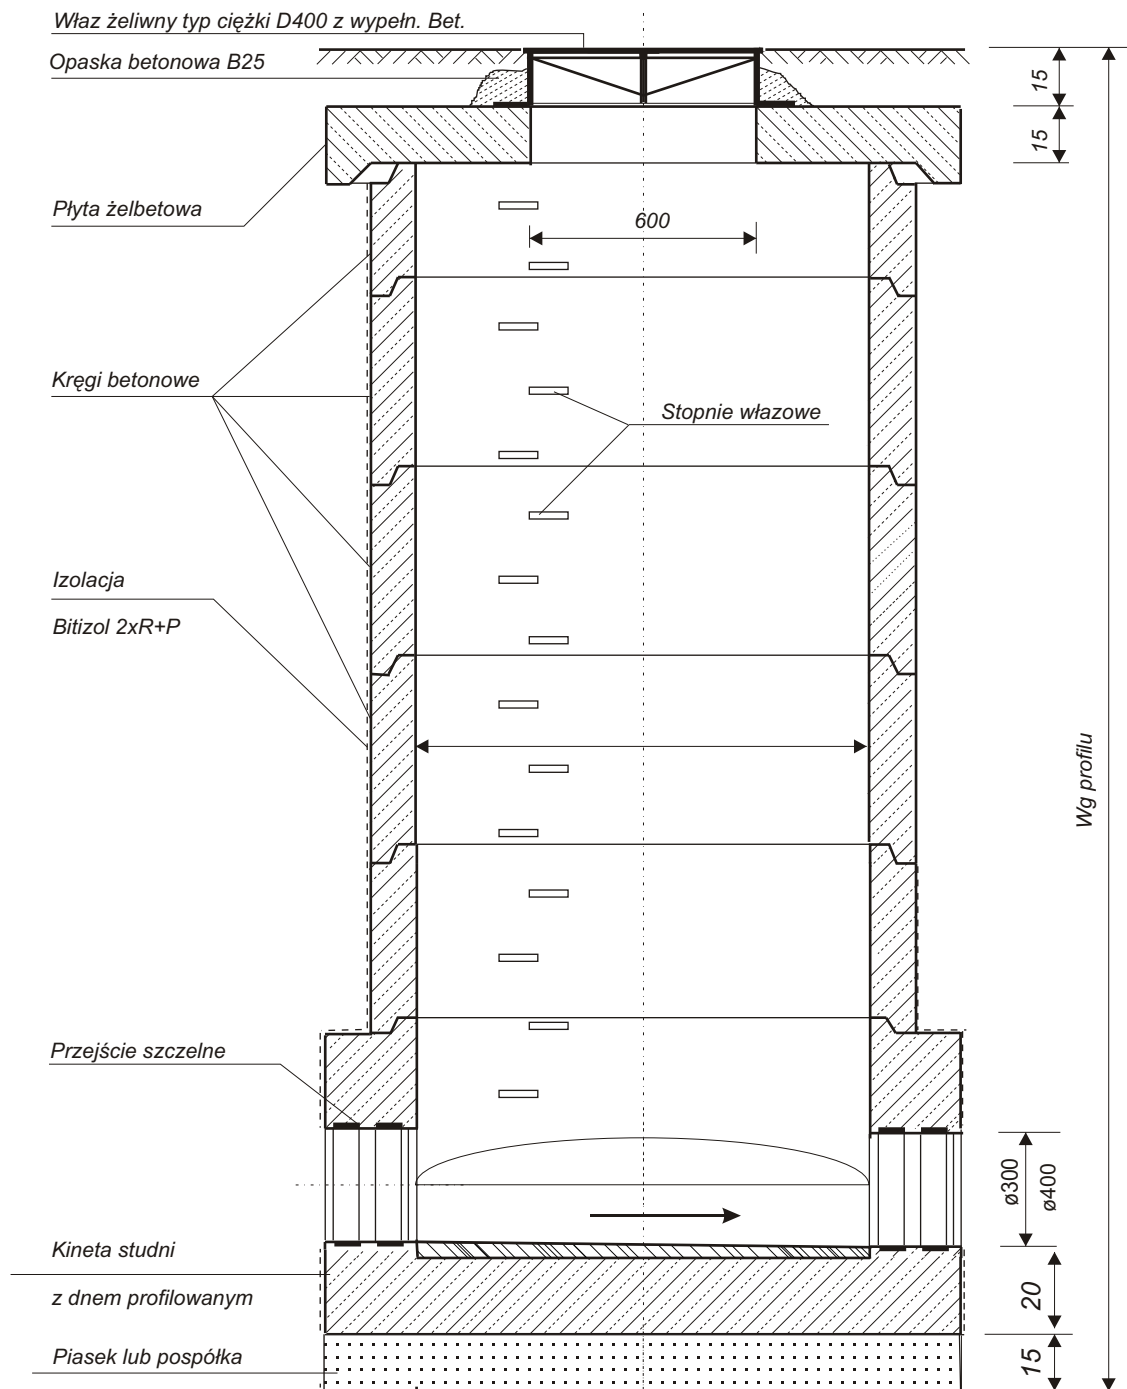 Właz żeliwny typ ciężki D400 z wypełn. Bet.
Opaska betonowa B25
15
15
Płyta żelbetowa
600
Kręgi betonowe
Stopnie włazowe
Izolacja
Bitizol 2xR+P
Wg profilu
Przejście szczelne
ø300
ø400
Kineta studni
z dnem profilowanym
20
Piasek lub pospółka
15